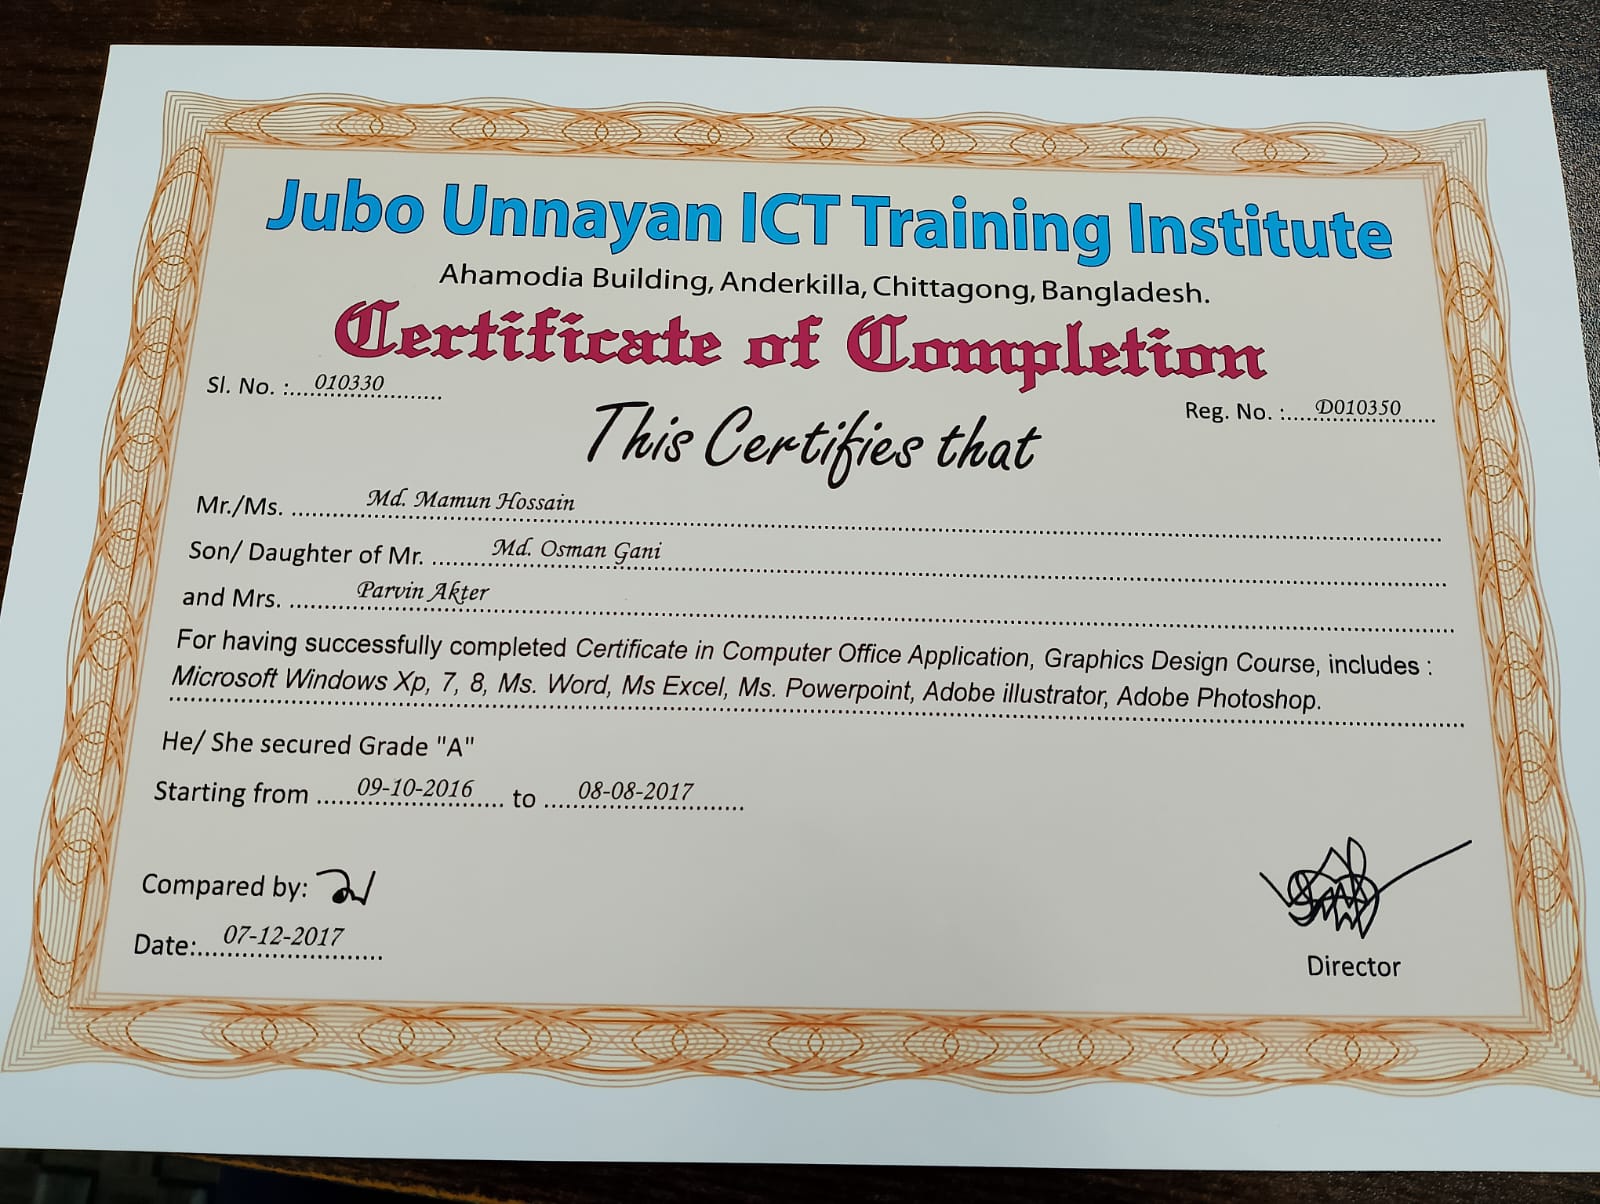 Jubo Unnayan ICT Training Institute
Ahamodia Building, Anderkilla, Chittagong, Bangladesh.
Certificate of Completion
Sl. No. :....010330............
Reg. No. :.....D010350......
This Certifies that
Mr./Ms. ............Md. Mamun Hossain............
Son/ Daughter of Mr. ..........Md. Osman Gani............
and Mrs. ............Parvin Akter............
For having successfully completed Certificate in Computer Office Application, Graphics Design Course, includes :
Microsoft Windows Xp, 7, 8, Ms. Word, Ms Excel, Ms. Powerpoint, Adobe illustrator, Adobe Photoshop.
He/ She secured Grade "A"
Starting from ......09-10-2016...... to ......08-08-2017............
Compared by:
Date:....07-12-2017......
Director